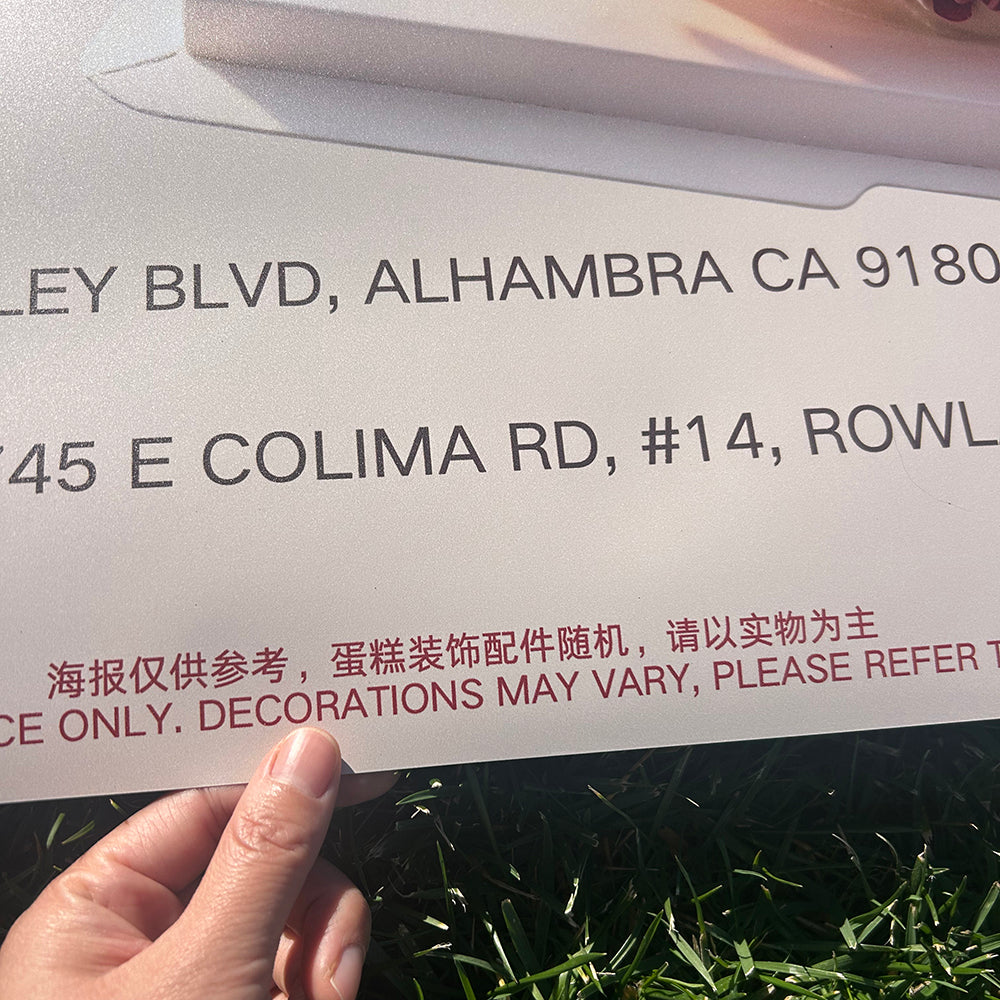 LEY BLVD, ALHAMBRA CA 9180
745 E COLIMA RD, #14, ROWL
海报仅供参考，蛋糕装饰配件随机，请以实物为主
CE ONLY. DECORATIONS MAY VARY, PLEASE REFER T